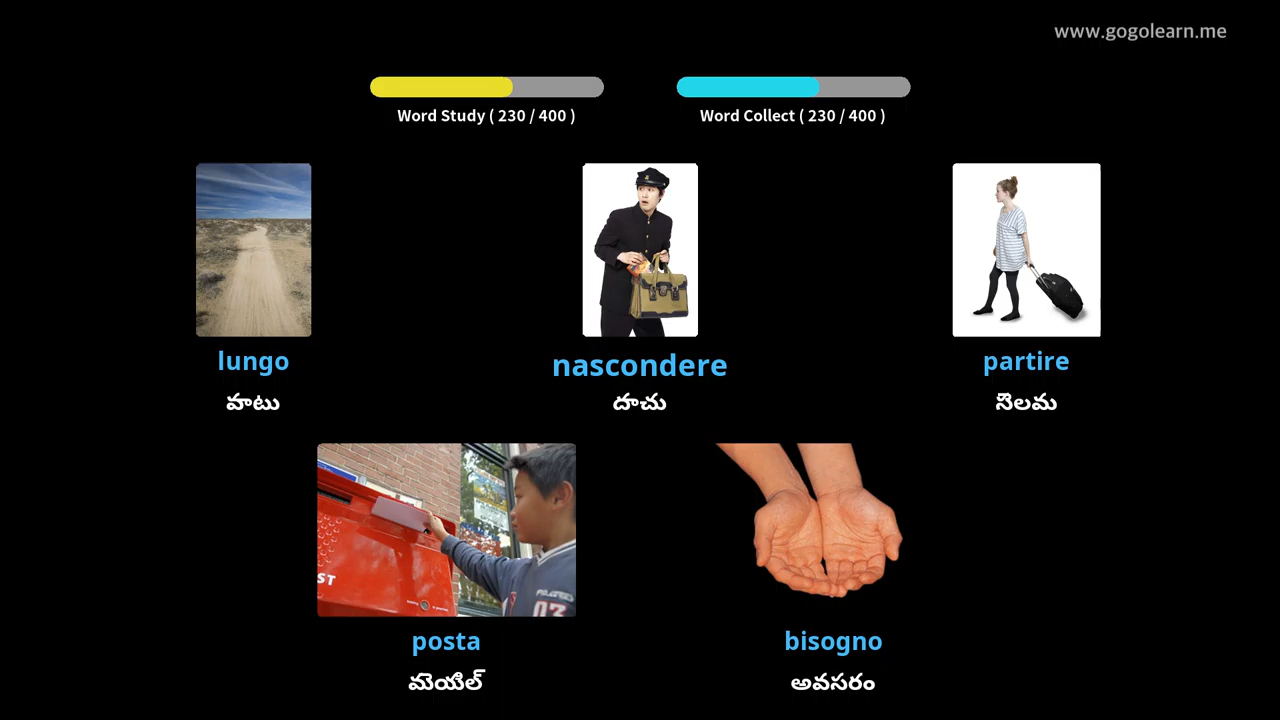 www.gogolearn.me
Word Study ( 230 / 400 )
Word Collect ( 230 / 400 )
lungo
nascondere
partire
పాటు
దాచు
సెలవు
ST
03
posta
bisogno
మెయిల్
అవసరం